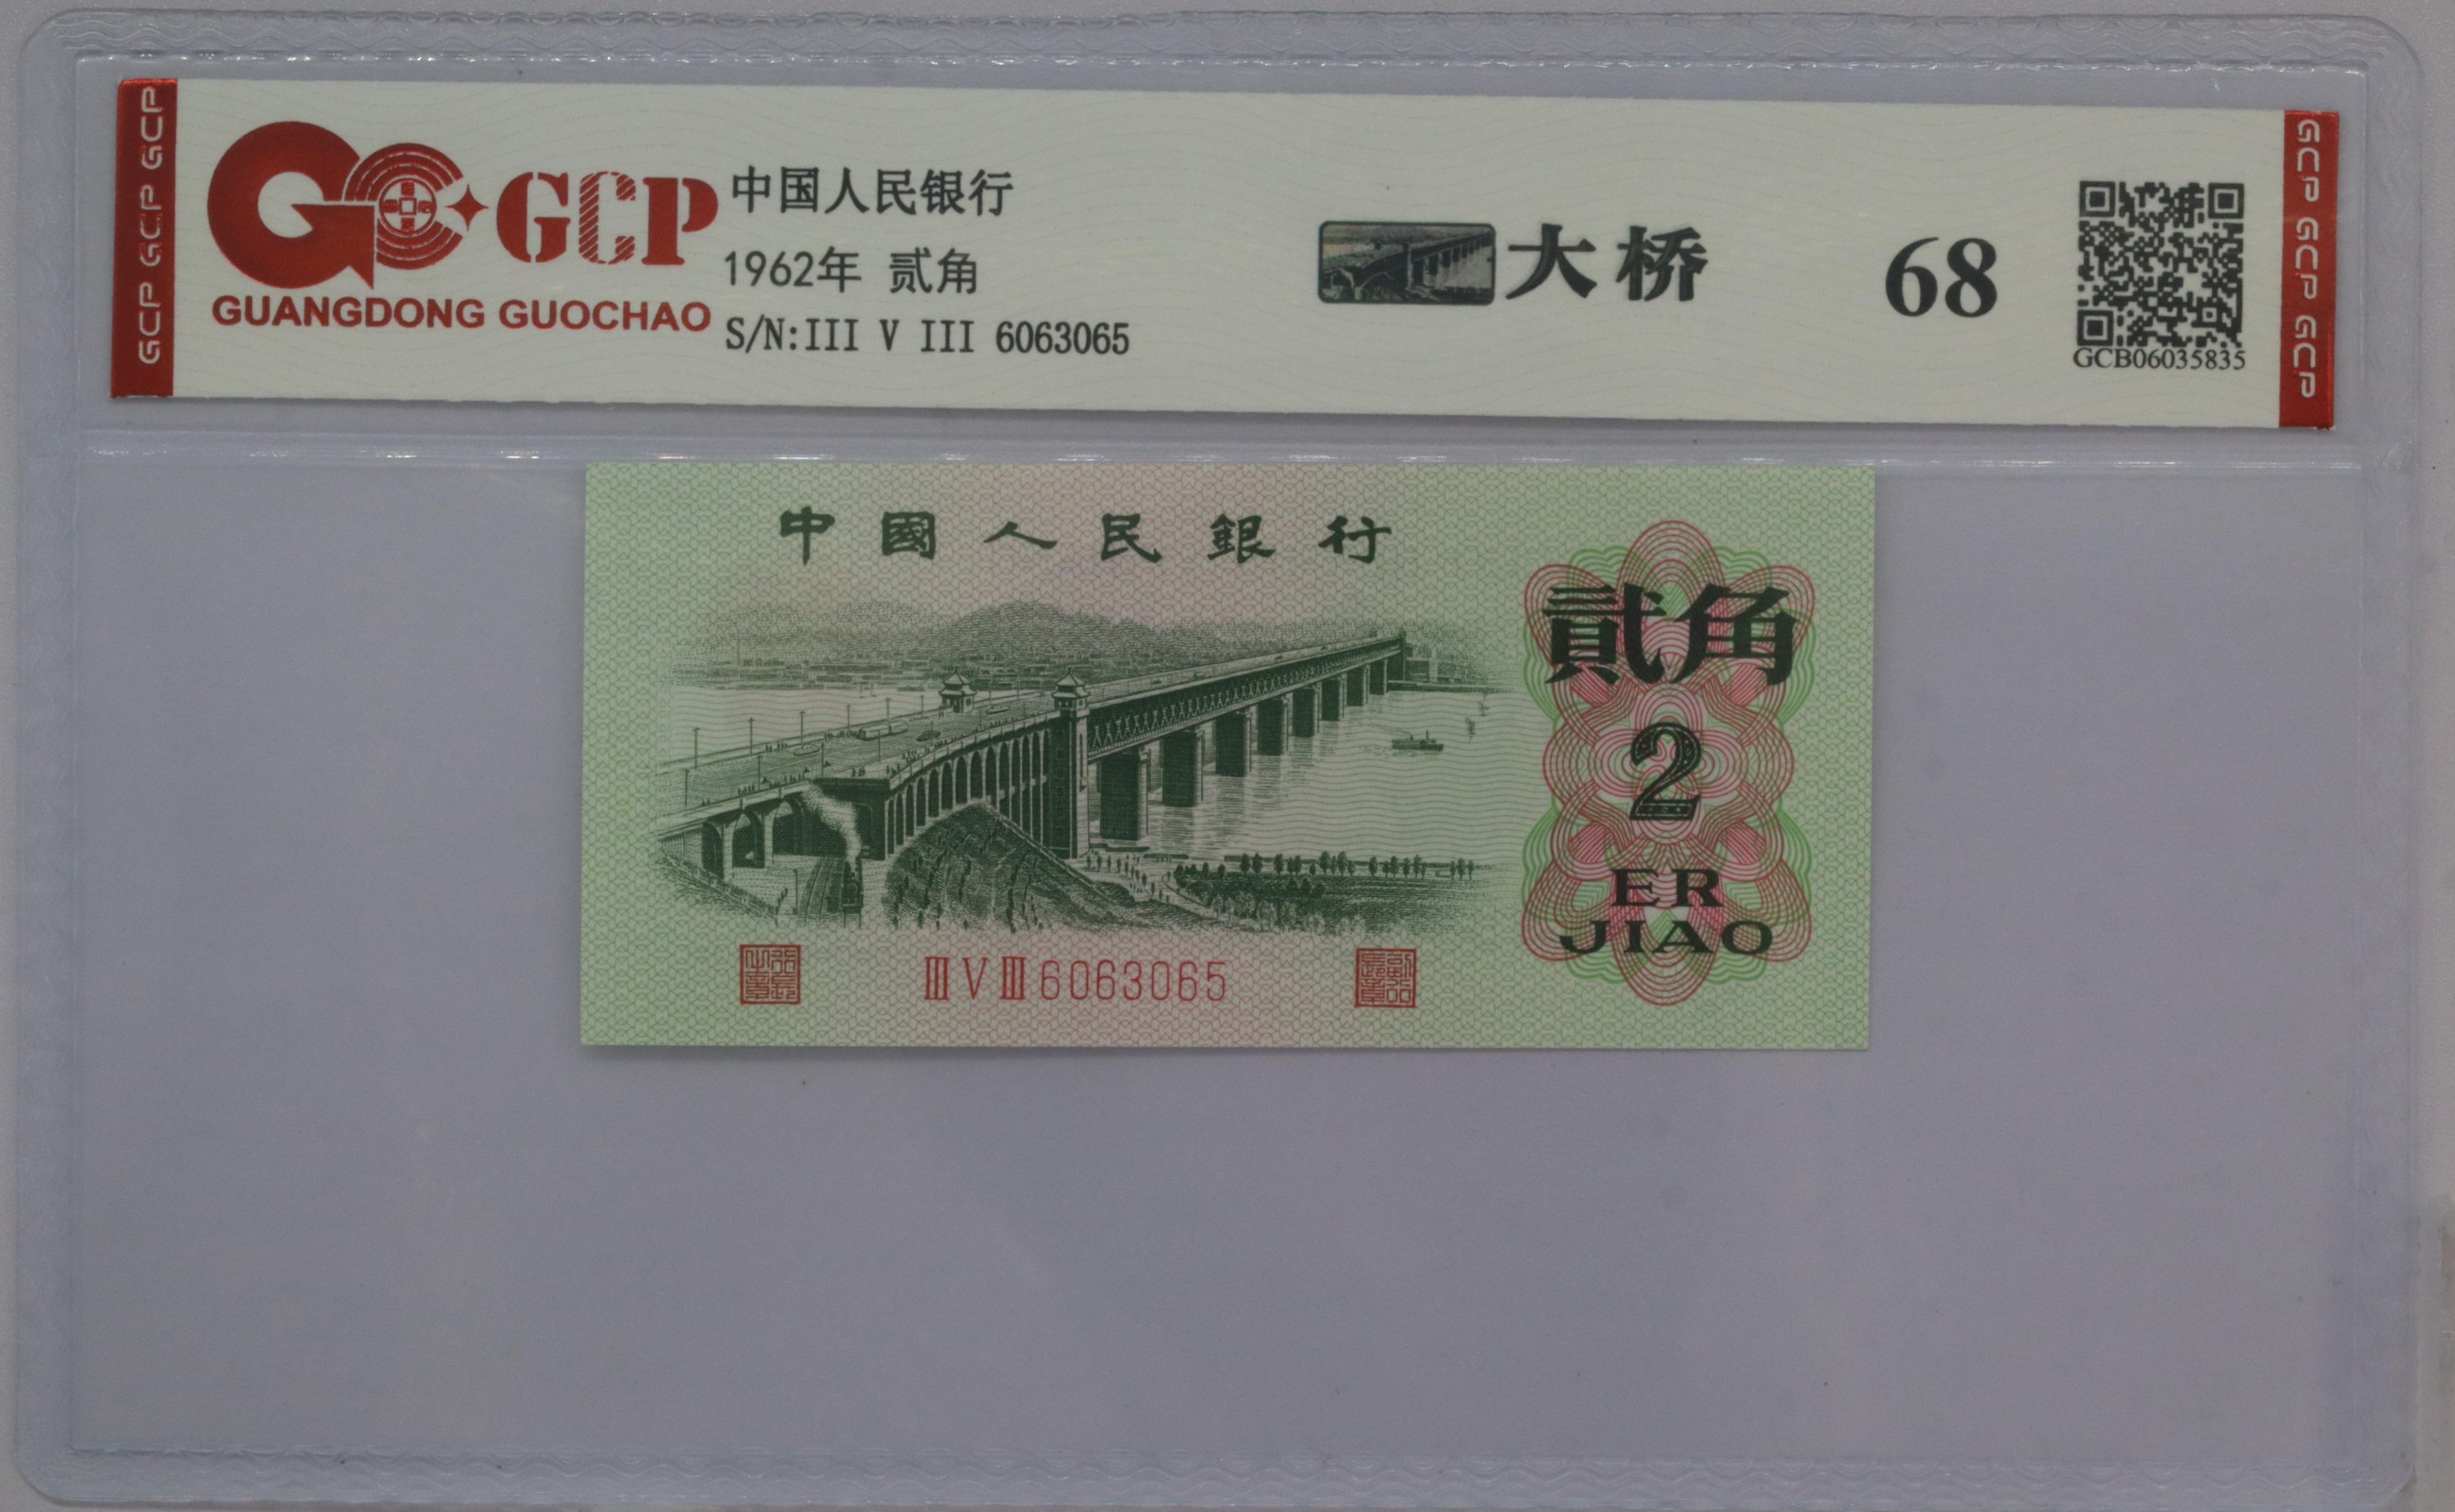 GCP GCP GCP
GCP
GUANGDONG GUOCHAO
中国人民银行
1962年 贰角
S/N:III V III 6063065
大桥
68
GCB06035835
GCP GCP GCP
中國人民銀行
貳角
2
ER
JIAO
III V III 6063065